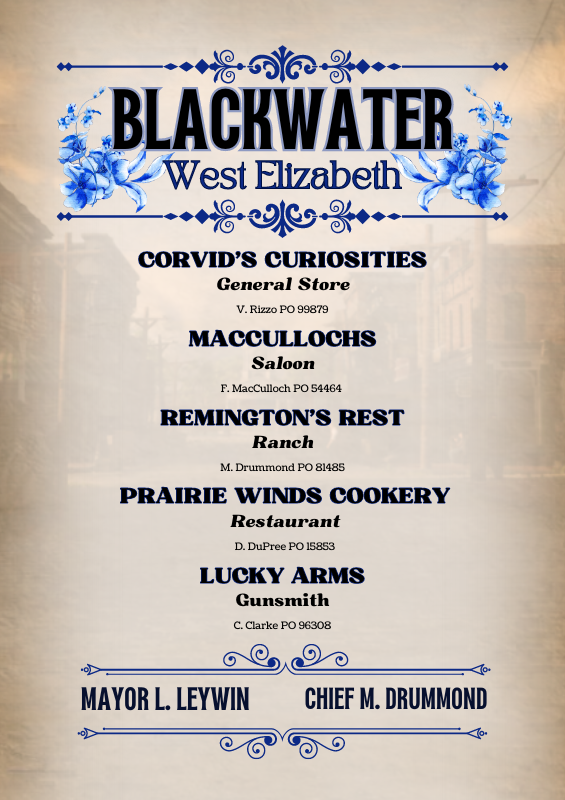 BLACKWATER
West Elizabeth
CORVID'S CURIOSITIES
General Store
V. Rizzo PO 99879
MACCULLOCHS
Saloon
F. MacCulloch PO 54464
REMINGTON'S REST
Ranch
M. Drummond PO 81485
PRAIRIE WINDS COOKERY
Restaurant
D. DuPree PO 15853
LUCKY ARMS
Gunsmith
C. Clarke PO 96308
MAYOR L. LEYWIN CHIEF M. DRUMMOND